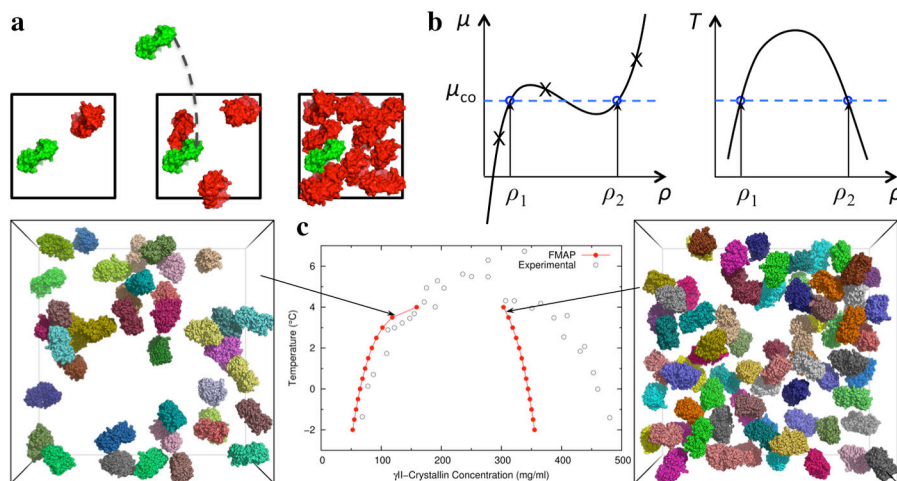 a
b
μ
μco
X
X
X
ρ1
ρ2
ρ
T
ρ1
ρ2
ρ
c
FMAP
Experimental
6
4
2
0
−2
Temperature (°C)
0
100
200
300
400
500
γII−Crystallin Concentration (mg/ml)